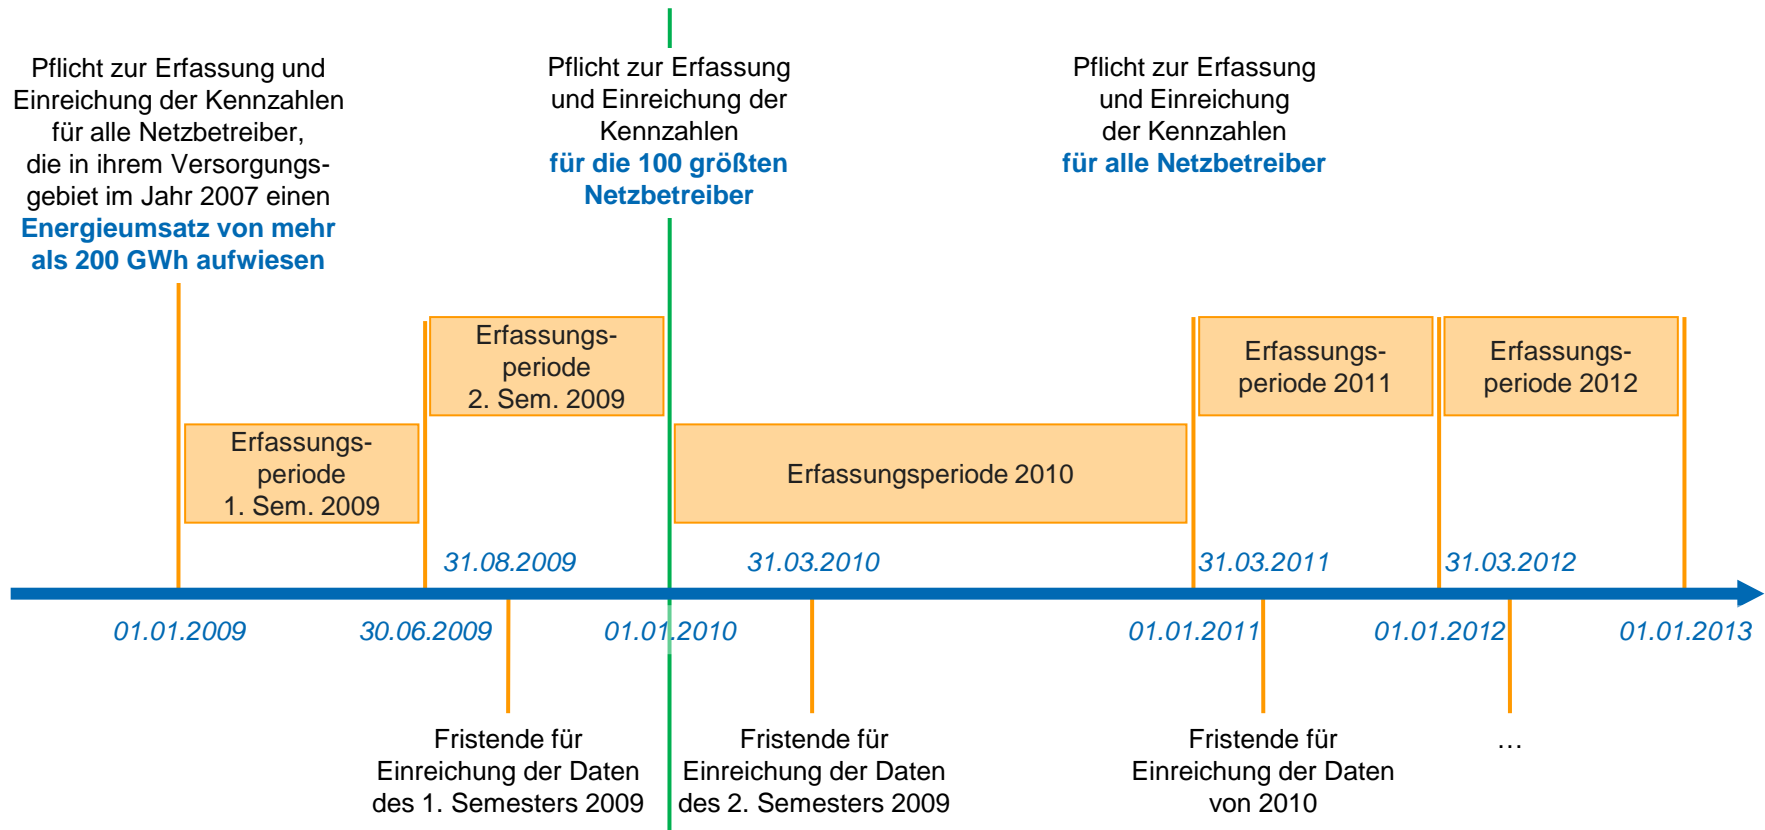 Pflicht zur Erfassung und
Einreichung der Kennzahlen
für alle Netzbetreiber,
die in ihrem Versorgungs-
gebiet im Jahr 2007 einen
Energieumsatz von mehr
als 200 GWh aufwiesen
Pflicht zur Erfassung
und Einreichung der
Kennzahlen
für die 100 größten
Netzbetreiber
Pflicht zur Erfassung
und Einreichung
der Kennzahlen
für alle Netzbetreiber
Erfassungs-
periode
1. Sem. 2009
Erfassungs-
periode
2. Sem. 2009
Erfassungsperiode 2010
Erfassungs-
periode 2011
Erfassungs-
periode 2012
31.08.2009
31.03.2010
31.03.2011
31.03.2012
01.01.2009
30.06.2009
01.01.2010
01.01.2011
01.01.2012
01.01.2013
Fristende für
Einreichung der Daten
des 1. Semesters 2009
Fristende für
Einreichung der Daten
des 2. Semesters 2009
Fristende für
Einreichung der Daten
von 2010
…